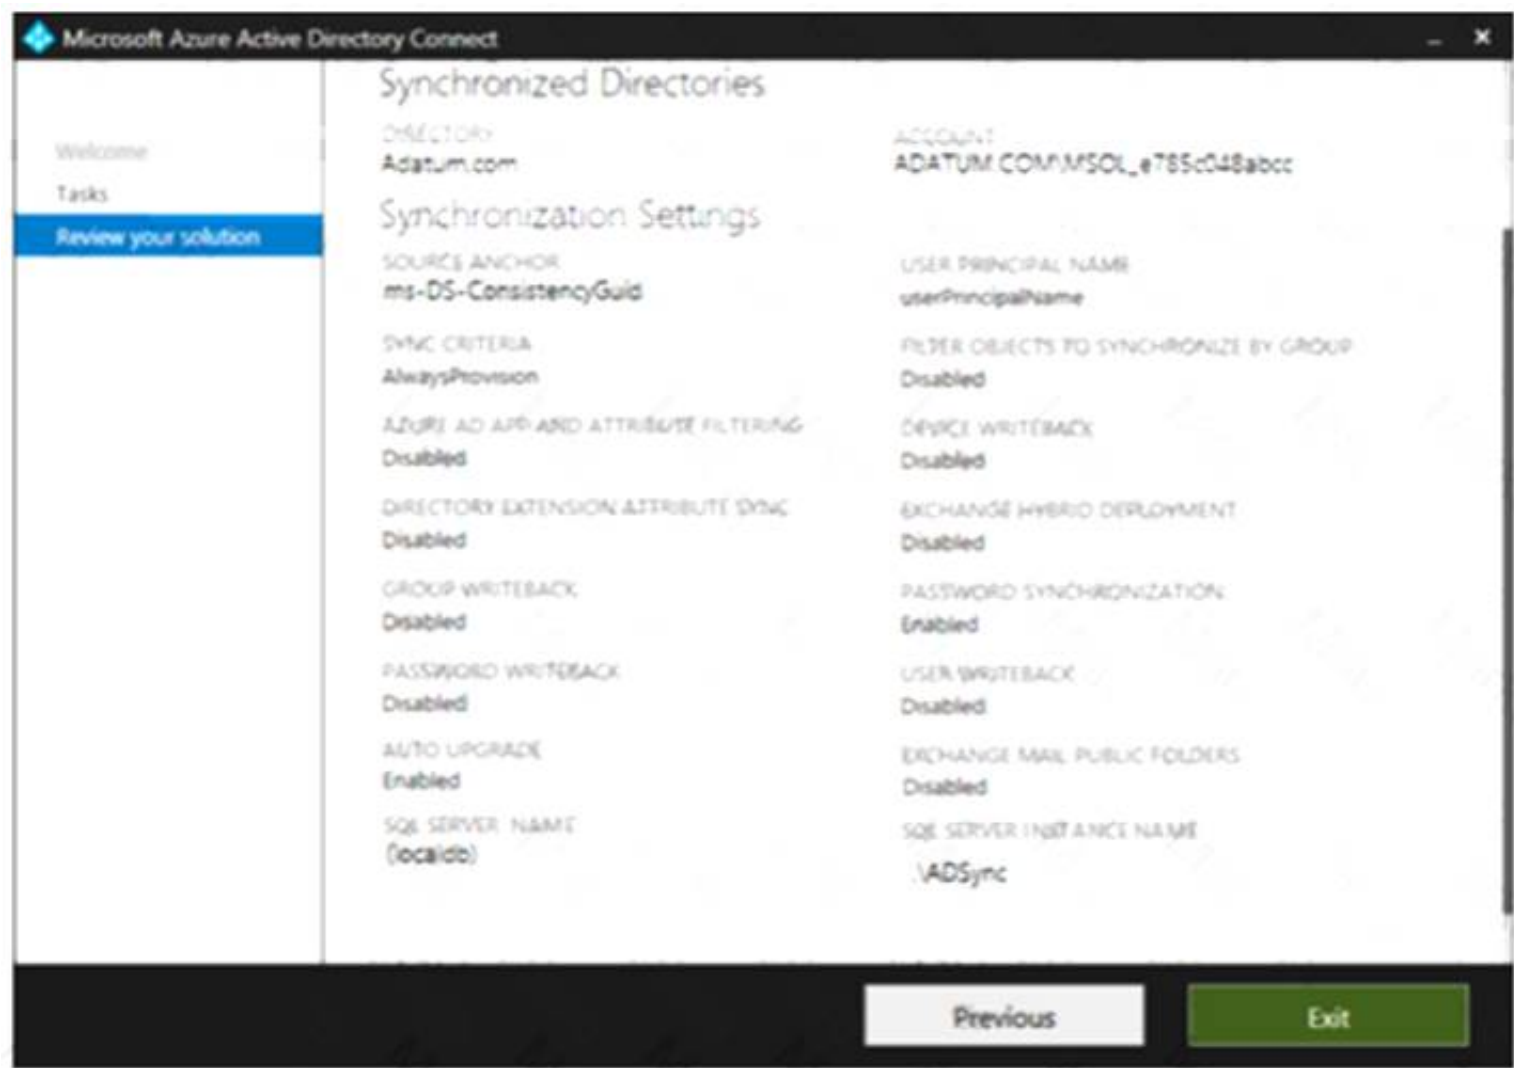 Microsoft Azure Active Directory Connect
Welcome
Tasks
Review your solution
Synchronized Directories
DIRECTORY
Adatum.com
ACCOUNT
ADATUM.COM\MSOL_e785c048abcc
Synchronization Settings
SOURCE ANCHOR
ms-DS-ConsistencyGuid
USER PRINCIPAL NAME
userPrincipalName
SYNC CRITERIA
AlwaysProvision
FILTER OBJECTS TO SYNCHRONIZE BY GROUP
Disabled
AZURE AD APP AND ATTRIBUTE FILTERING
Disabled
DEVICE WRITEBACK
Disabled
DIRECTORY EXTENSION ATTRIBUTE SYNC
Disabled
EXCHANGE HYBRID DEPLOYMENT
Disabled
GROUP WRITEBACK
Disabled
PASSWORD SYNCHRONIZATION
Enabled
PASSWORD WRITEBACK
Disabled
USER WRITEBACK
Disabled
AUTO UPGRADE
Enabled
EXCHANGE MAIL PUBLIC FOLDERS
Disabled
SQL SERVER NAME
(localdb)
SQL SERVER INSTANCE NAME
.\ADSync
Previous
Exit